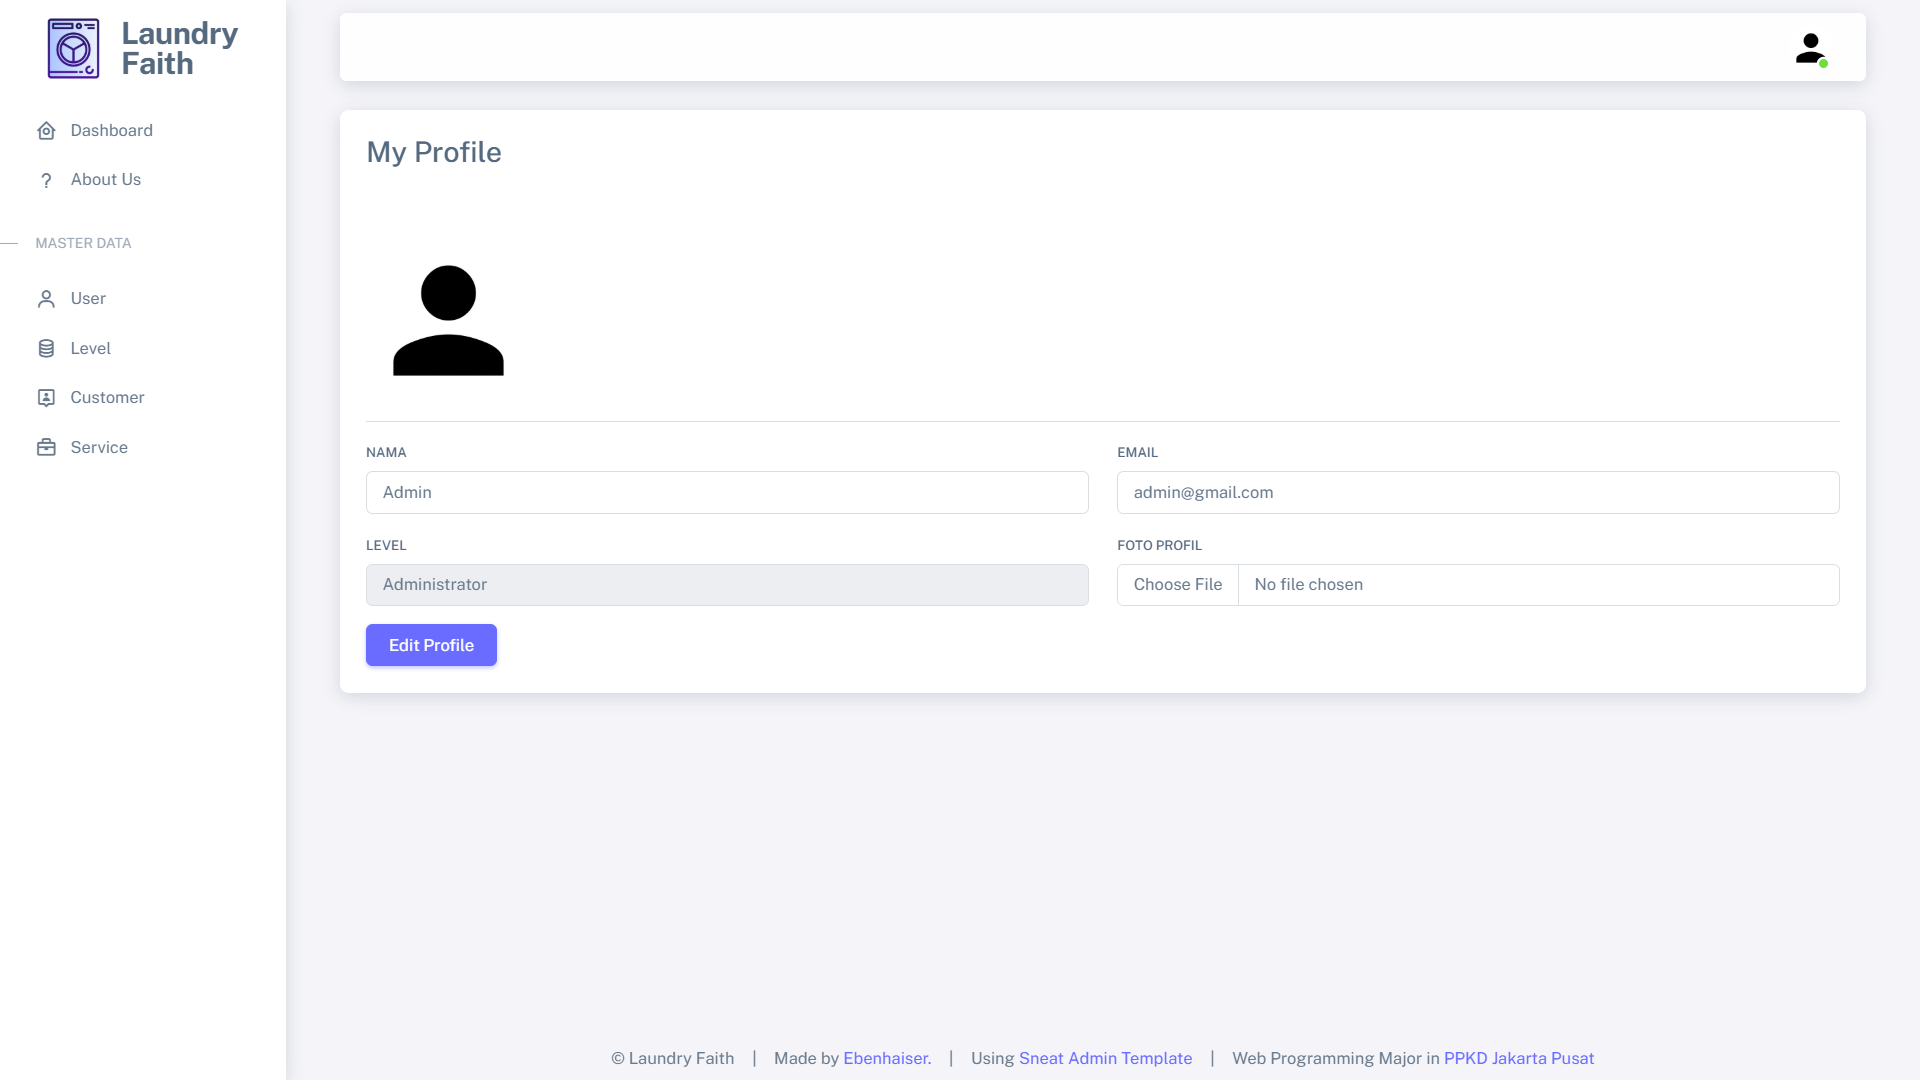 Laundry
Faith
Dashboard
About Us
MASTER DATA
User
Level
Customer
Service
My Profile
NAMA
Admin
EMAIL
admin@gmail.com
LEVEL
Administrator
FOTO PROFIL
Choose File No file chosen
Edit Profile
© Laundry Faith | Made by Ebenhaiser. | Using Sneat Admin Template | Web Programming Major in PPKD Jakarta Pusat